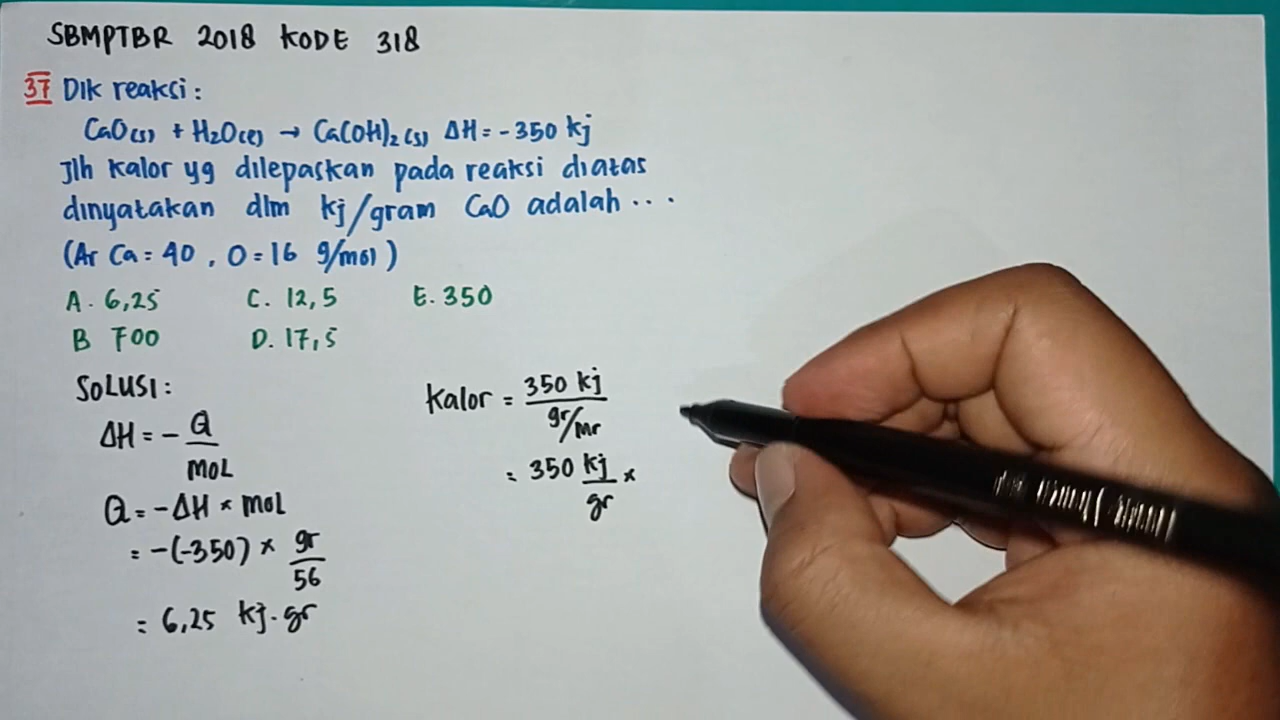 SBMPTBR 2018 KODE 318
37 Dik reaksi :
CaO(s) + H2O(l) → Ca(OH)2 (s) ΔH = -350 kj
Jlh kalor yg dilepaskan pada reaksi diatas
dinyatakan dlm kj/gram CaO adalah ...
(Ar Ca = 40 , O = 16 g/mol)
A. 6,25 C. 12,5 E. 350
B 700 D. 17,5
SOLUSI :
ΔH = - Q / MOL
Q = -ΔH × MOL
= -(-350) × gr / 56
= 6,25 kj.gr
Kalor = 350 kj / gr/Mr
= 350 kj / gr ×